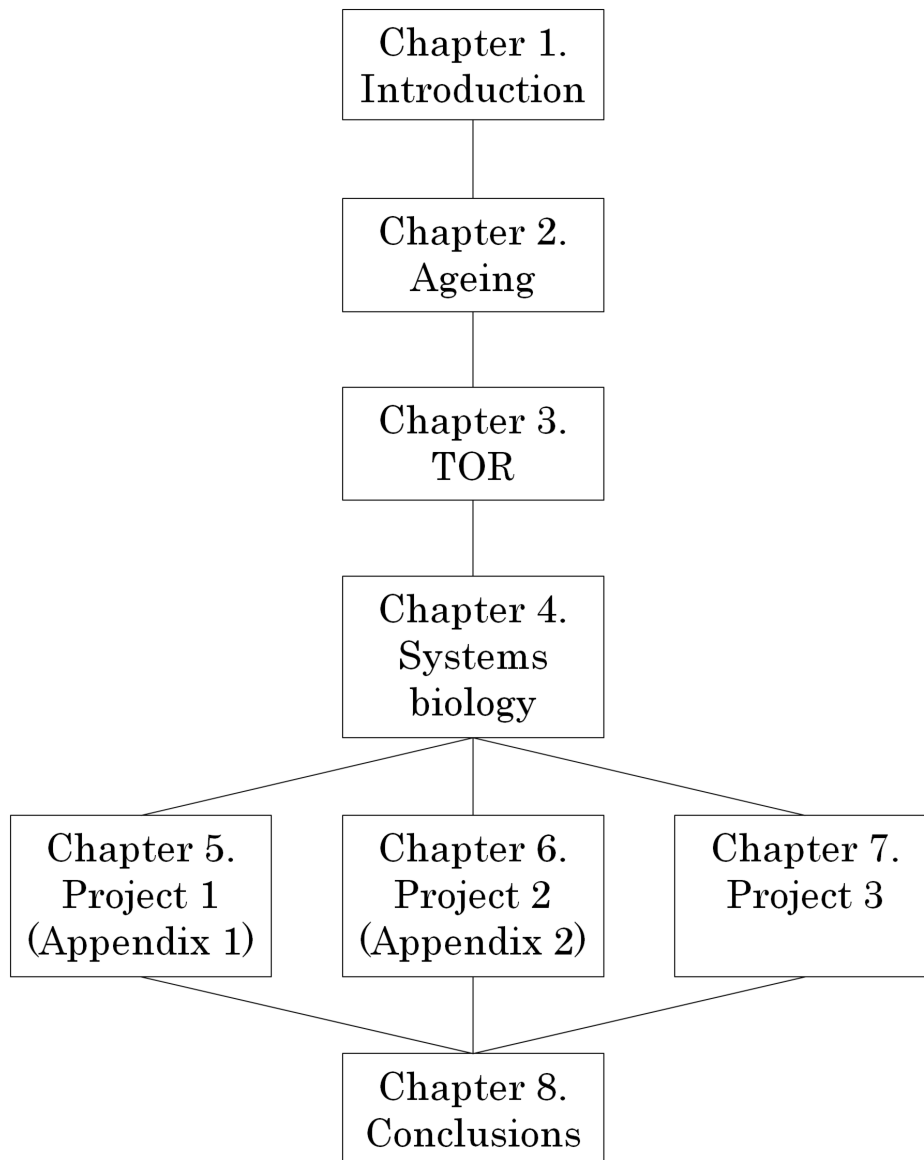 Chapter 1.
Introduction
Chapter 2.
Ageing
Chapter 3.
TOR
Chapter 4.
Systems
biology
Chapter 5.
Project 1
(Appendix 1)
Chapter 6.
Project 2
(Appendix 2)
Chapter 7.
Project 3
Chapter 8.
Conclusions